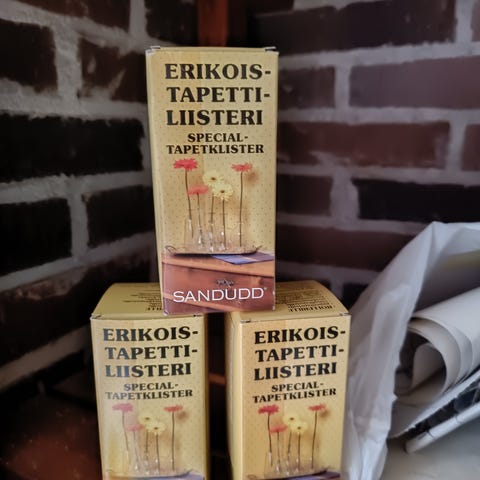 ERIKOIS-
TAPETTI-
LIISTERI
SPECIAL-
TAPETKLISTER
SANDUDD
ERIKOIS-
TAPETTI-
LIISTERI
SPECIAL-
TAPETKLISTER
ERIKOIS-
TAPETTI-
LIISTERI
SPECIAL-
TAPETKLISTER